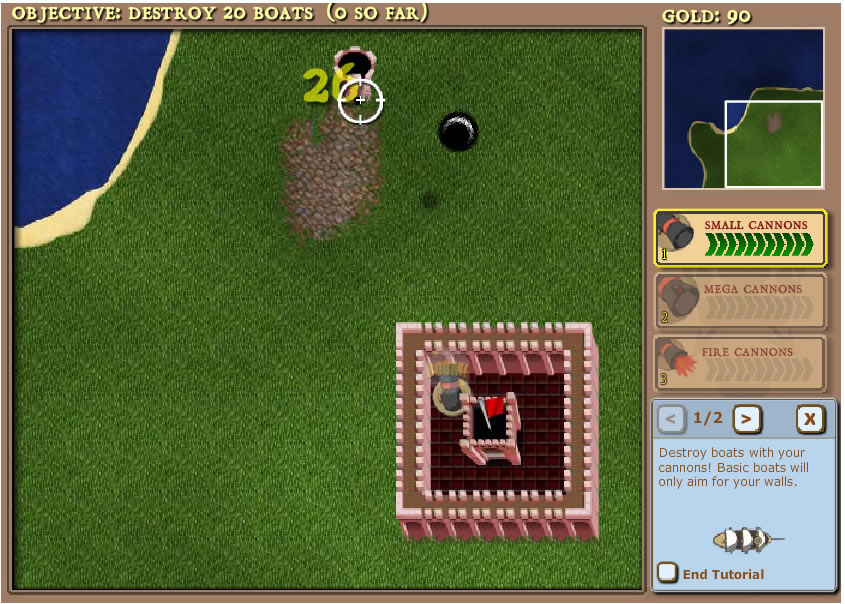 OBJECTIVE: DESTROY 20 BOATS (0 SO FAR)
GOLD: 90
26
SMALL CANNONS
1
MEGA CANNONS
2
FIRE CANNONS
3
< 1/2 > X
Destroy boats with your
cannons! Basic boats will
only aim for your walls.
End Tutorial